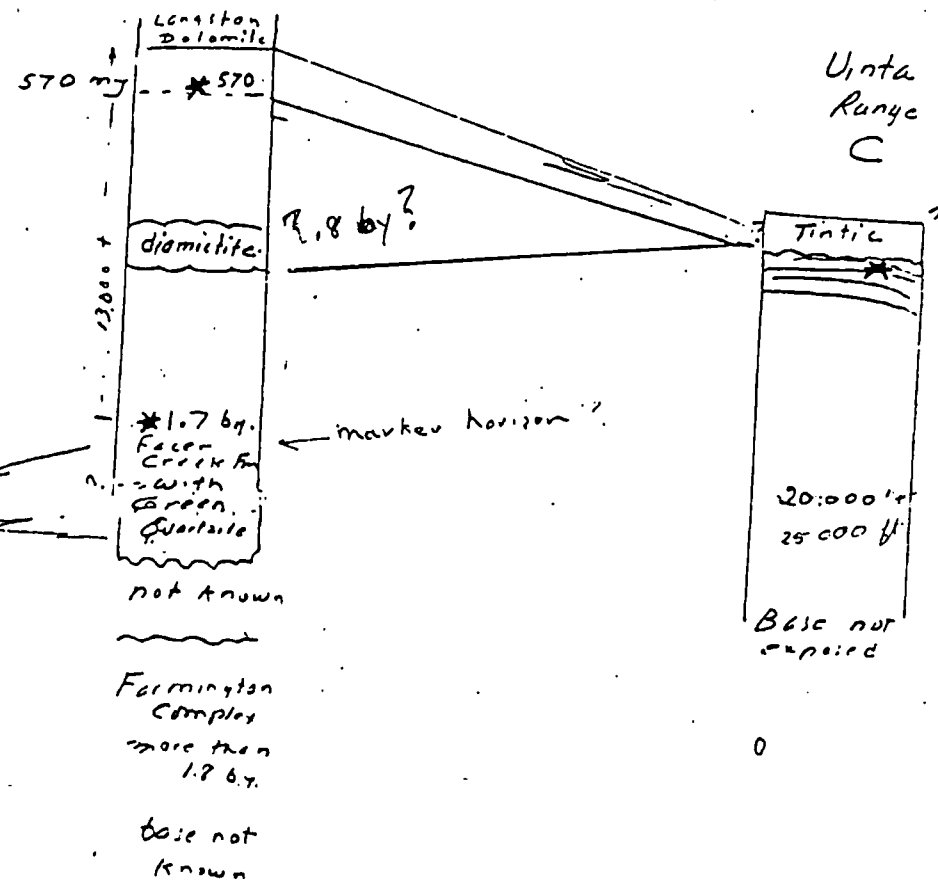 Langston
Dolomite
570 my
* 570
Uinta
Range
C
diamictite
?.8 by?
Tintic
*
13,000 +
*1.7 by.
Facer
Creek Fm
with
Green
Quartzite
← marker horizon ?
20,000 to
25 000 ft
not known
Base not
exposed
Farmington
Complex
more than
1.8 by.
0
base not
known